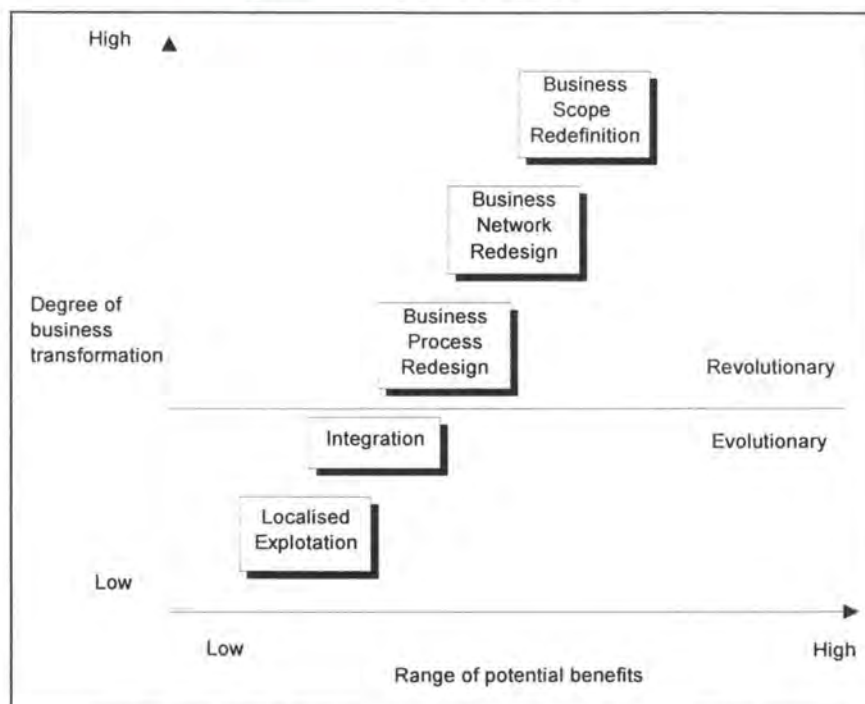 High
Business
Scope
Redefinition
Business
Network
Redesign
Degree of
business
transformation
Business
Process
Redesign
Revolutionary
Integration
Evolutionary
Localised
Explotation
Low
Low
High
Range of potential benefits